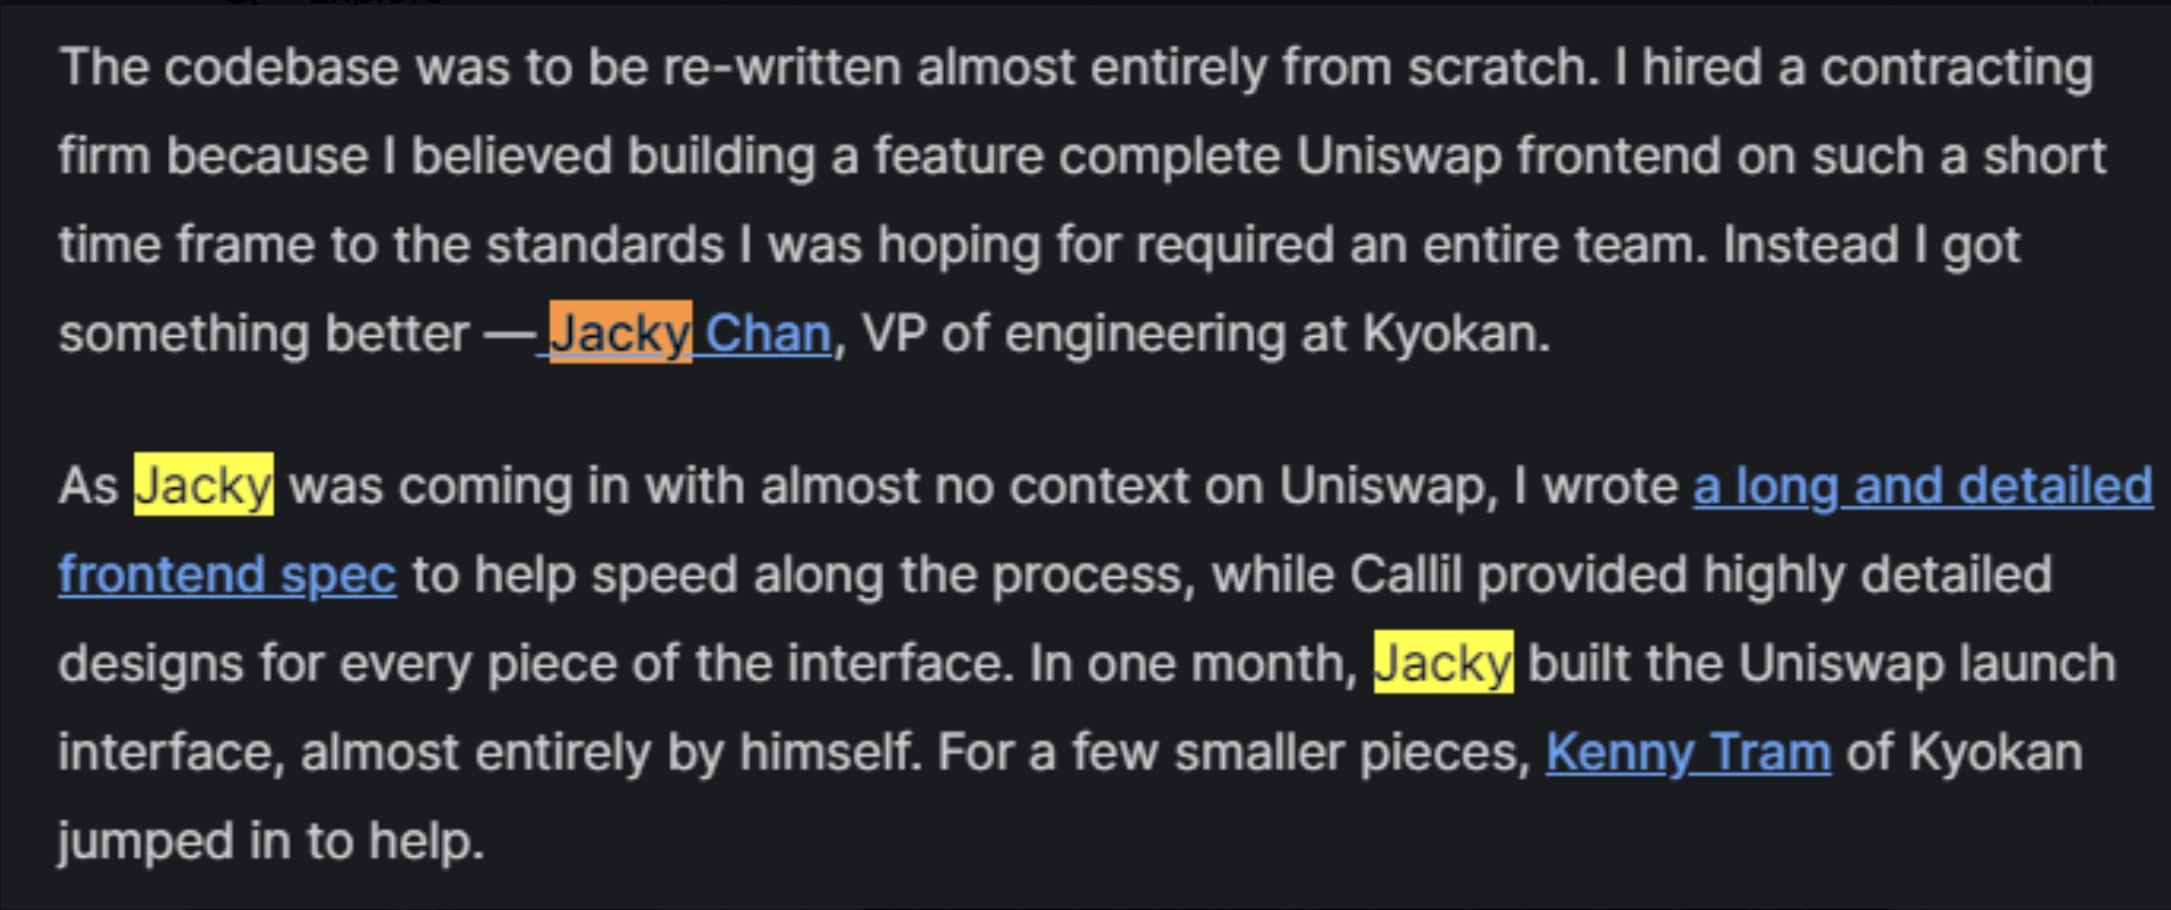 The codebase was to be re-written almost entirely from scratch. I hired a contracting
firm because I believed building a feature complete Uniswap frontend on such a short
time frame to the standards I was hoping for required an entire team. Instead I got
something better — Jacky Chan, VP of engineering at Kyokan.
As Jacky was coming in with almost no context on Uniswap, I wrote a long and detailed
frontend spec to help speed along the process, while Callil provided highly detailed
designs for every piece of the interface. In one month, Jacky built the Uniswap launch
interface, almost entirely by himself. For a few smaller pieces, Kenny Tram of Kyokan
jumped in to help.